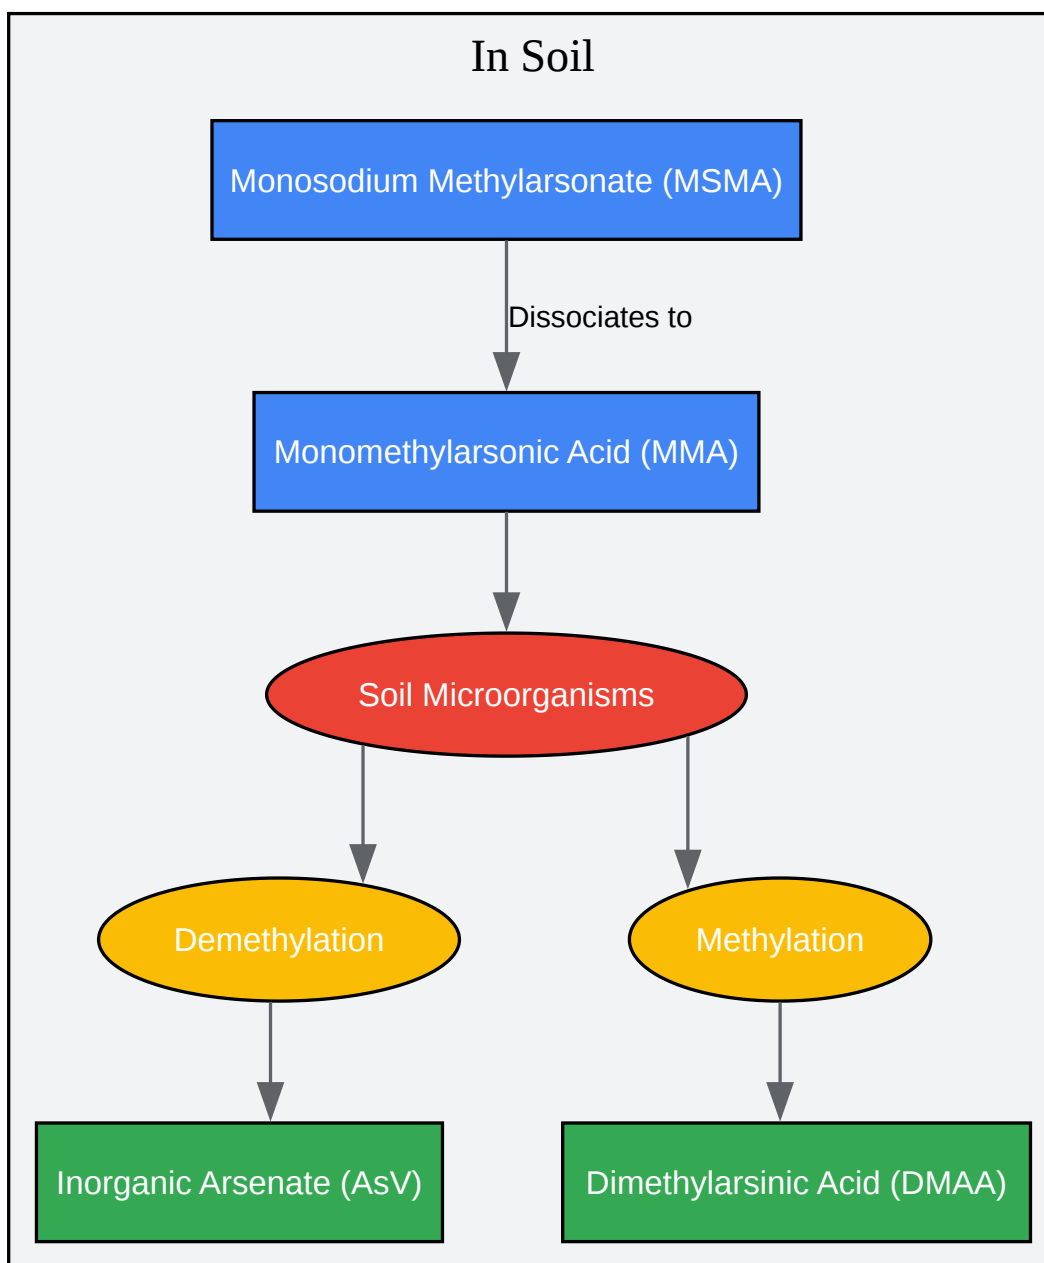 In Soil
Monosodium Methylarsonate (MSMA)
Dissociates to
Monomethylarsonic Acid (MMA)
Soil Microorganisms
Demethylation
Methylation
Inorganic Arsenate (AsV)
Dimethylarsinic Acid (DMAA)